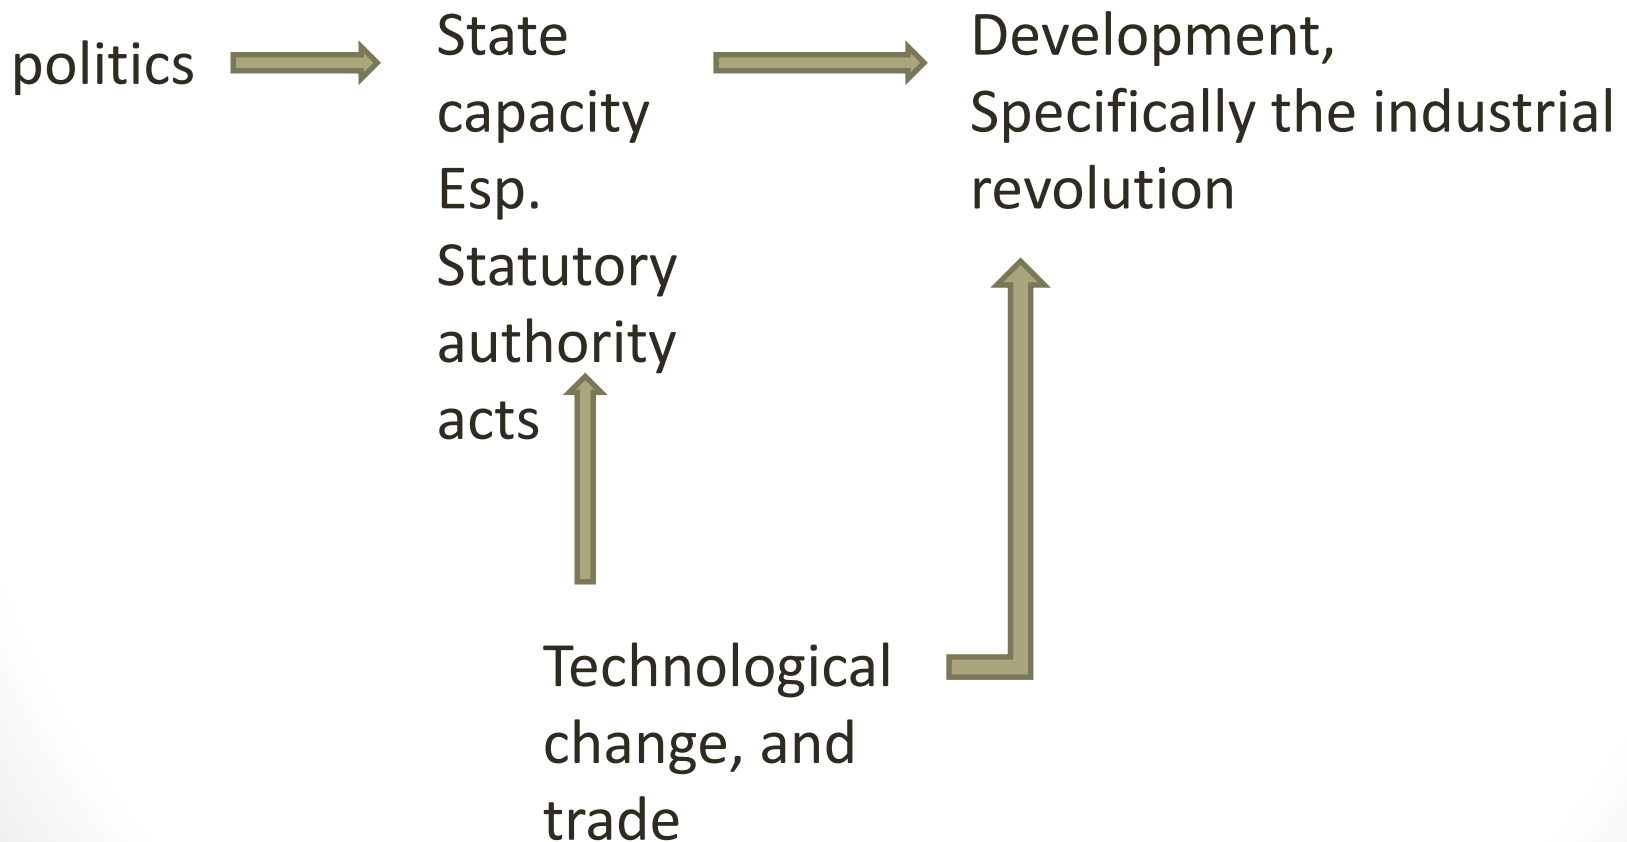 politics
State
capacity
Esp.
Statutory
authority
acts
Development,
Specifically the industrial
revolution
Technological
change, and
trade